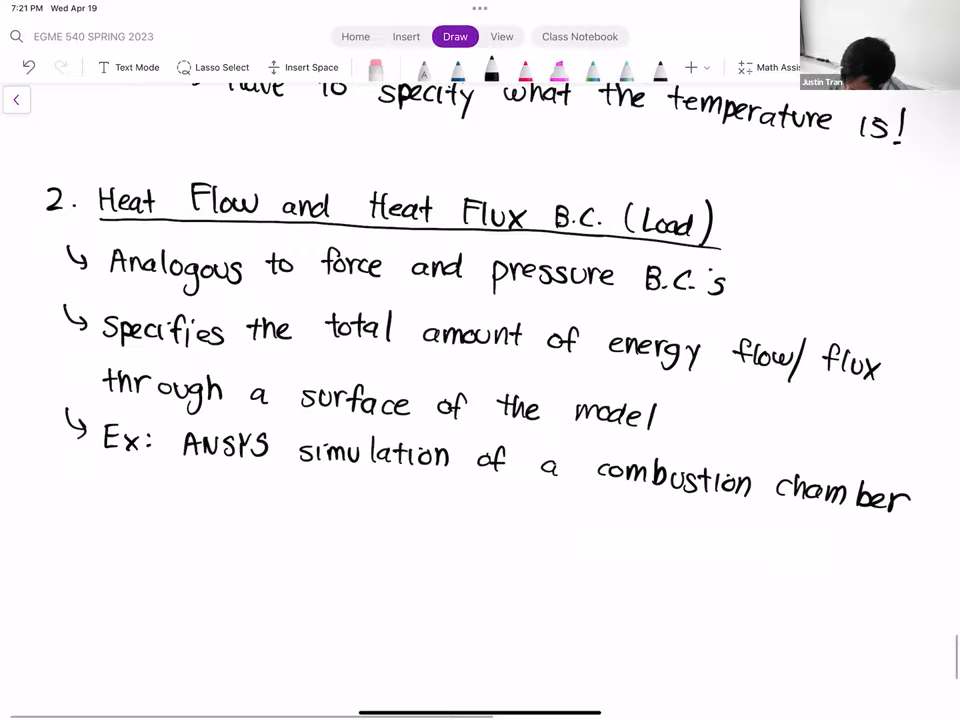 7:21 PM Wed Apr 19
EGME 540 SPRING 2023
Home Insert Draw View Class Notebook
Text Mode Lasso Select Insert Space Math Assis
Justin Tran
have to specify what the temperature is!
2. Heat Flow and Heat Flux B.C. (Load)
↳ Analogous to force and pressure B.C.'s
↳ Specifies the total amount of energy flow/flux
through a surface of the model
↳ Ex: ANSYS simulation of a combustion chamber